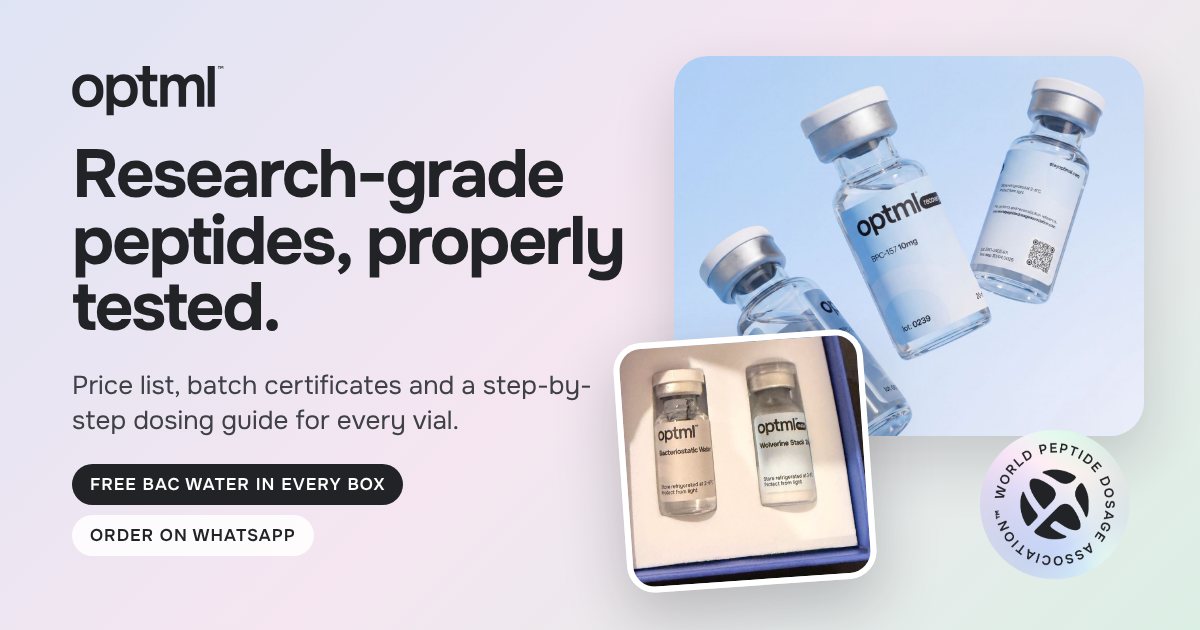 optml™
Research-grade
peptides, properly
tested.
Price list, batch certificates and a step-by-
step dosing guide for every vial.
FREE BAC WATER IN EVERY BOX
ORDER ON WHATSAPP
optml
BPC-157 10mg
lot: 0239
optml
Bacteriostatic Water
Store refrigerated at 2-8°C
Protect from light.
optml
Wolverine Stack
Store refrigerated at 2-8°C
Protect from light.
WORLD PEPTIDE DOSAGE ASSOCIATION™